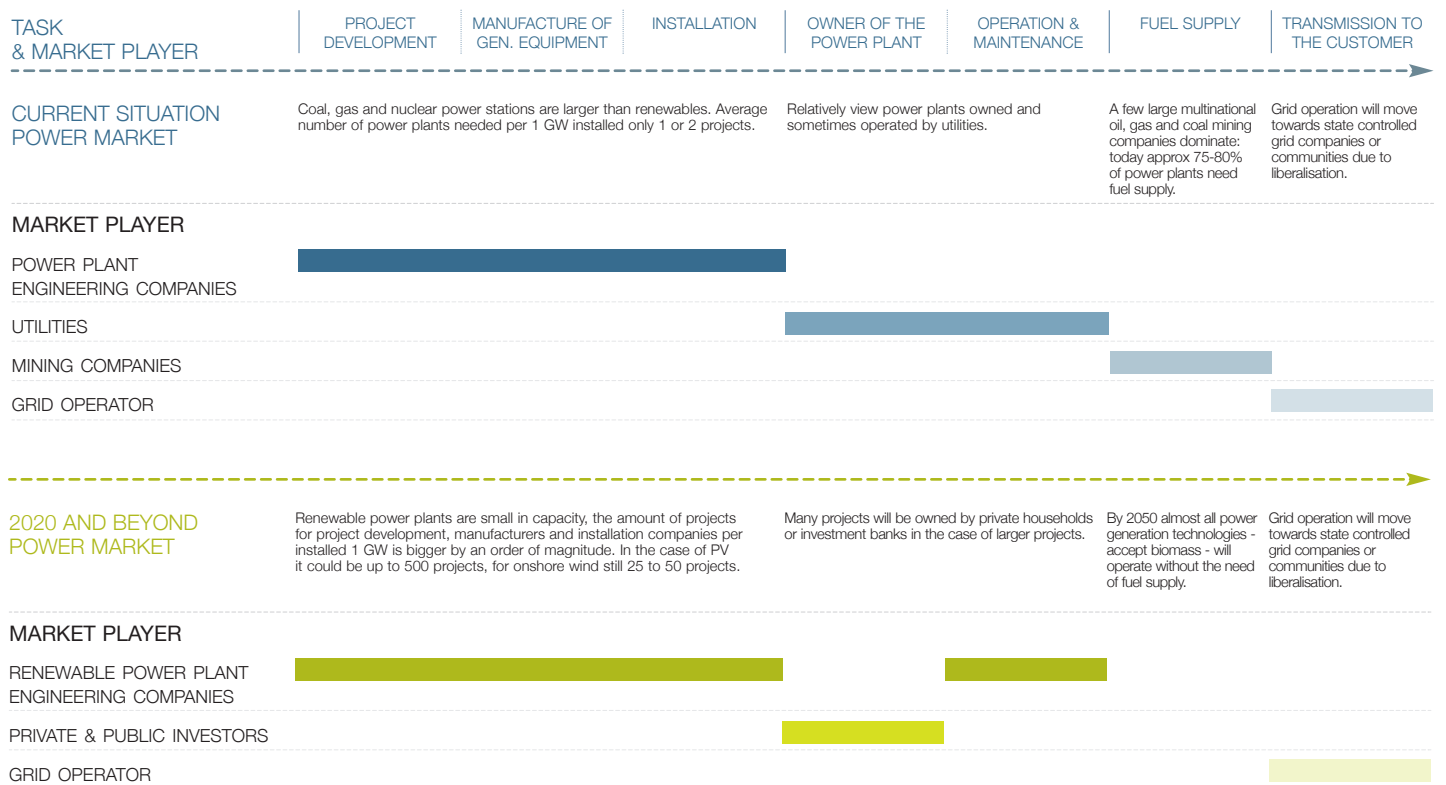 TASK
& MARKET PLAYER
PROJECT
DEVELOPMENT
MANUFACTURE OF
GEN. EQUIPMENT
INSTALLATION
OWNER OF THE
POWER PLANT
OPERATION &
MAINTENANCE
FUEL SUPPLY
TRANSMISSION TO
THE CUSTOMER
CURRENT SITUATION
POWER MARKET
Coal, gas and nuclear power stations are larger than renewables. Average
number of power plants needed per 1 GW installed only 1 or 2 projects.
Relatively view power plants owned and
sometimes operated by utilities.
A few large multinational
oil, gas and coal mining
companies dominate:
today approx 75-80%
of power plants need
fuel supply.
Grid operation will move
towards state controlled
grid companies or
communities due to
liberalisation.
MARKET PLAYER
POWER PLANT
ENGINEERING COMPANIES
UTILITIES
MINING COMPANIES
GRID OPERATOR
2020 AND BEYOND
POWER MARKET
Renewable power plants are small in capacity, the amount of projects
for project development, manufacturers and installation companies per
installed 1 GW is bigger by an order of magnitude. In the case of PV
it could be up to 500 projects, for onshore wind still 25 to 50 projects.
Many projects will be owned by private households
or investment banks in the case of larger projects.
By 2050 almost all power
generation technologies -
accept biomass - will
operate without the need
of fuel supply.
Grid operation will move
towards state controlled
grid companies or
communities due to
liberalisation.
MARKET PLAYER
RENEWABLE POWER PLANT
ENGINEERING COMPANIES
PRIVATE & PUBLIC INVESTORS
GRID OPERATOR